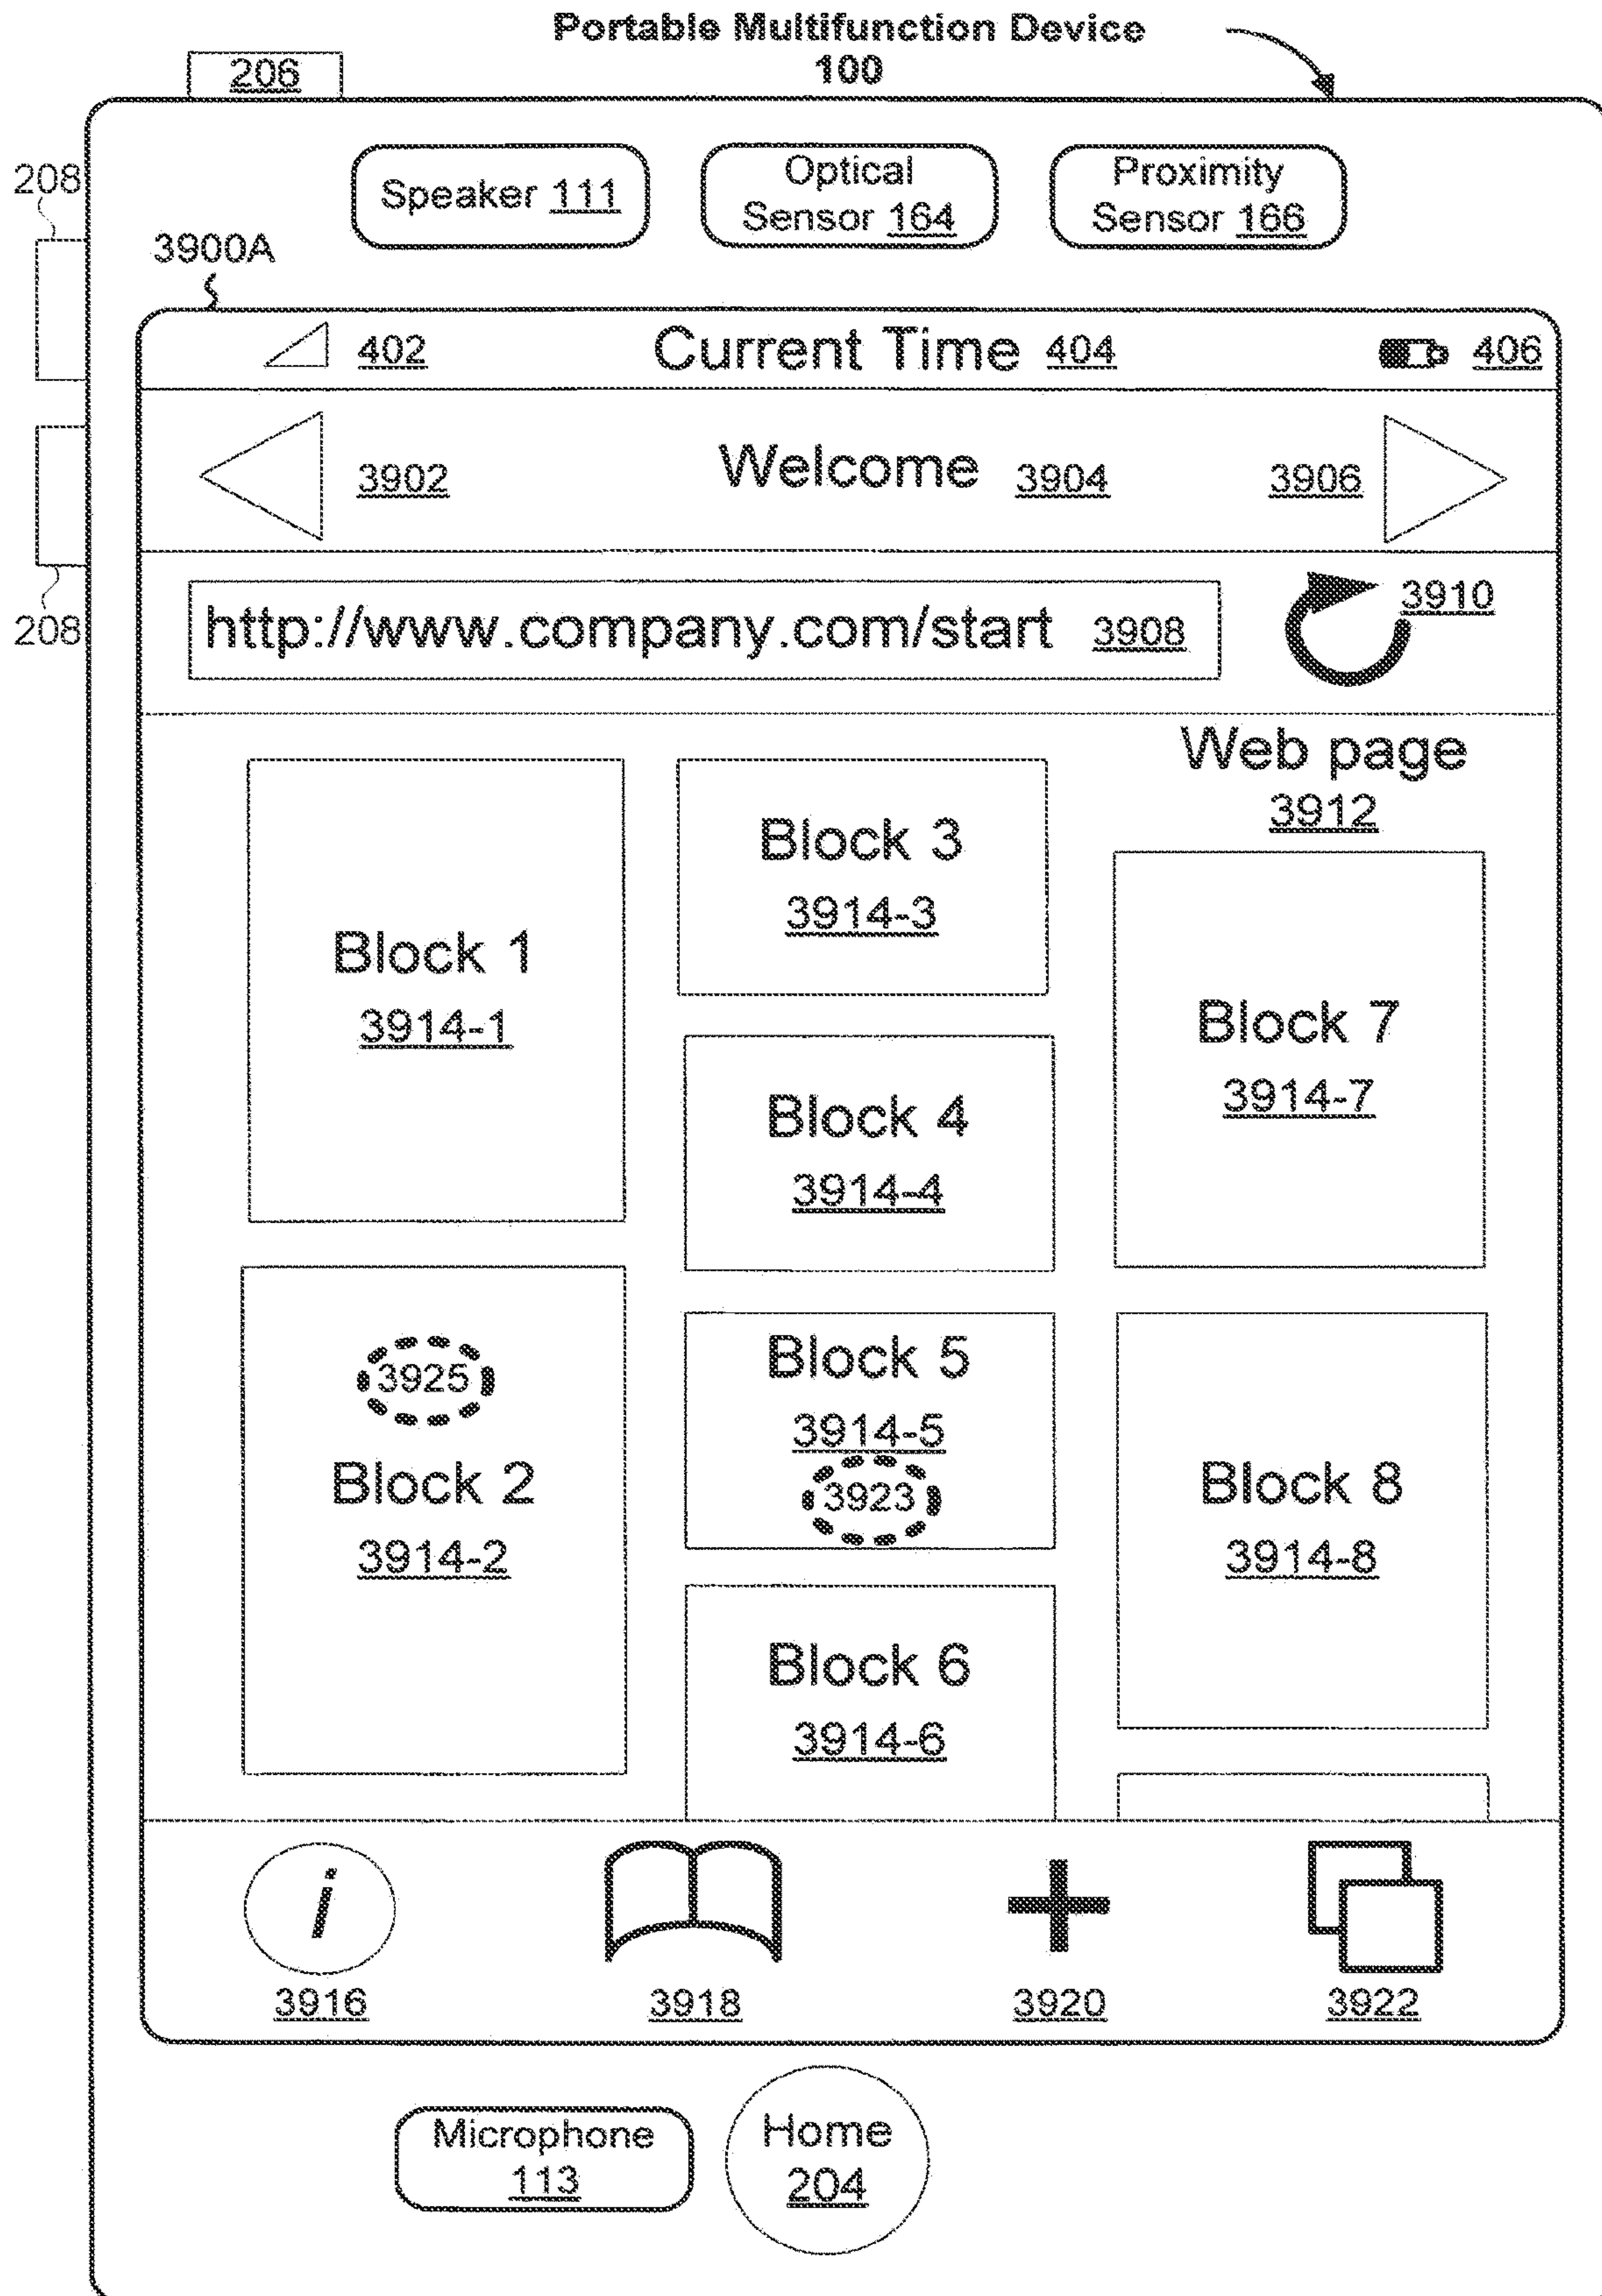 Portable Multifunction Device
100
206
208
Speaker 111
Optical
Sensor 164
Proximity
Sensor 166
3900A
402
Current Time 404
406
3902
Welcome 3904
3906
208
http://www.company.com/start 3908
3910
Web page
3912
Block 1
3914-1
Block 3
3914-3
Block 7
3914-7
Block 4
3914-4
3925
Block 2
3914-2
Block 5
3914-5
3923
Block 8
3914-8
Block 6
3914-6
i
3916
3918
3920
3922
Microphone
113
Home
204